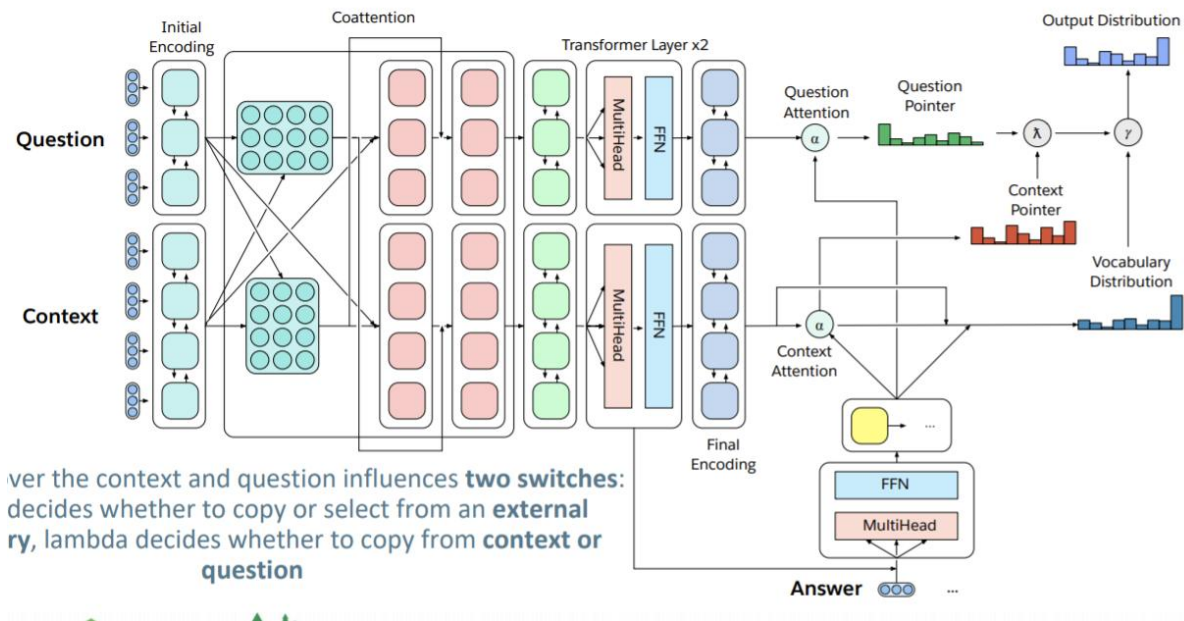 Coattention
Initial
Encoding
Transformer Layer x2
Output Distribution
Question
Attention
Question
Pointer
Question
MultiHead
FFN
α
λ
γ
Context
Pointer
Context
MultiHead
FFN
α
Context
Attention
Vocabulary
Distribution
Final
Encoding
...
FFN
MultiHead
Answer
...
ver the context and question influences two switches:
decides whether to copy or select from an external
ry, lambda decides whether to copy from context or
question